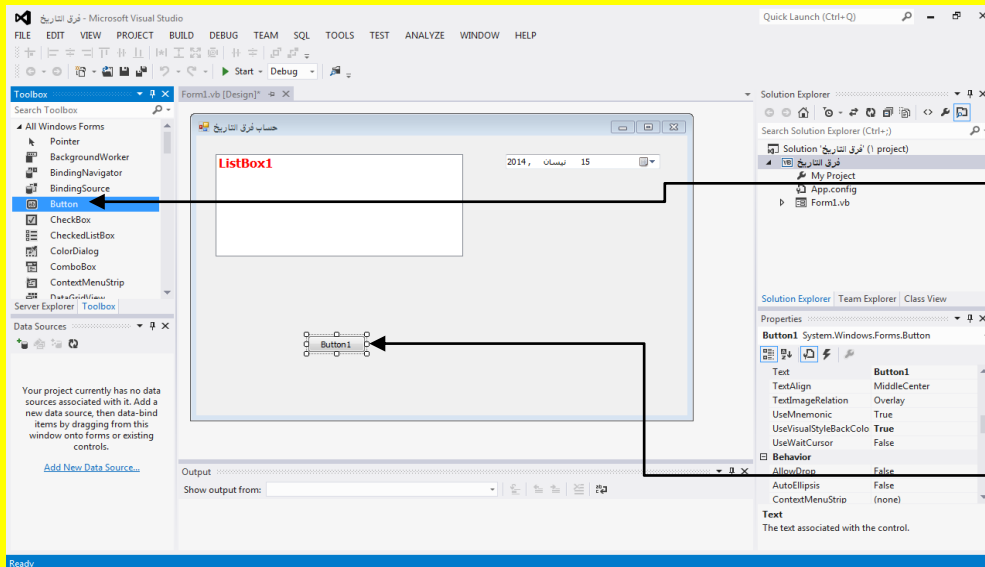 فرق التاريخ - Microsoft Visual Studio
Quick Launch (Ctrl+Q)
FILE EDIT VIEW PROJECT BUILD DEBUG TEAM SQL TOOLS TEST ANALYZE WINDOW HELP
Start Debug
Toolbox
Search Toolbox
All Windows Forms
Pointer
BackgroundWorker
BindingNavigator
BindingSource
Button
CheckBox
CheckedListBox
ColorDialog
ComboBox
ContextMenuStrip
DataGridView
Server Explorer Toolbox
Data Sources
Your project currently has no data
sources associated with it. Add a
new data source, then data-bind
items by dragging from this
window onto forms or existing
controls.
Add New Data Source...
Form1.vb [Design]*
حساب فرق التاريخ
ListBox1
15 نيسان , 2014
Button1
Output
Show output from:
Solution Explorer
Search Solution Explorer (Ctrl+;)
Solution 'فرق التاريخ' (1 project)
فرق التاريخ
My Project
App.config
Form1.vb
Solution Explorer Team Explorer Class View
Properties
Button1 System.Windows.Forms.Button
Text Button1
TextAlign MiddleCenter
TextImageRelation Overlay
UseMnemonic True
UseVisualStyleBackColo True
UseWaitCursor False
Behavior
AllowDrop False
AutoEllipsis False
ContextMenuStrip (none)
Text
The text associated with the control.
Ready